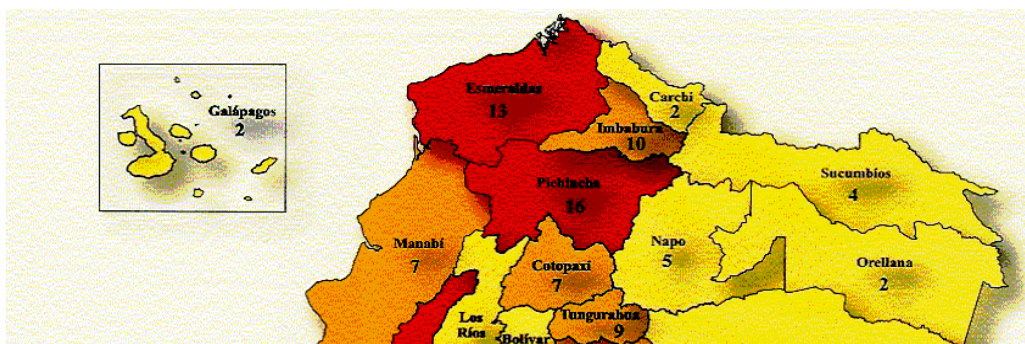 Esmeraldas
13
Carchi
2
Galápagos
2
Imbabura
10
Pichincha
16
Sucumbíos
4
Manabí
7
Napo
5
Cotopaxi
7
Orellana
2
Los
Ríos
Bolívar
Tungurahua
9